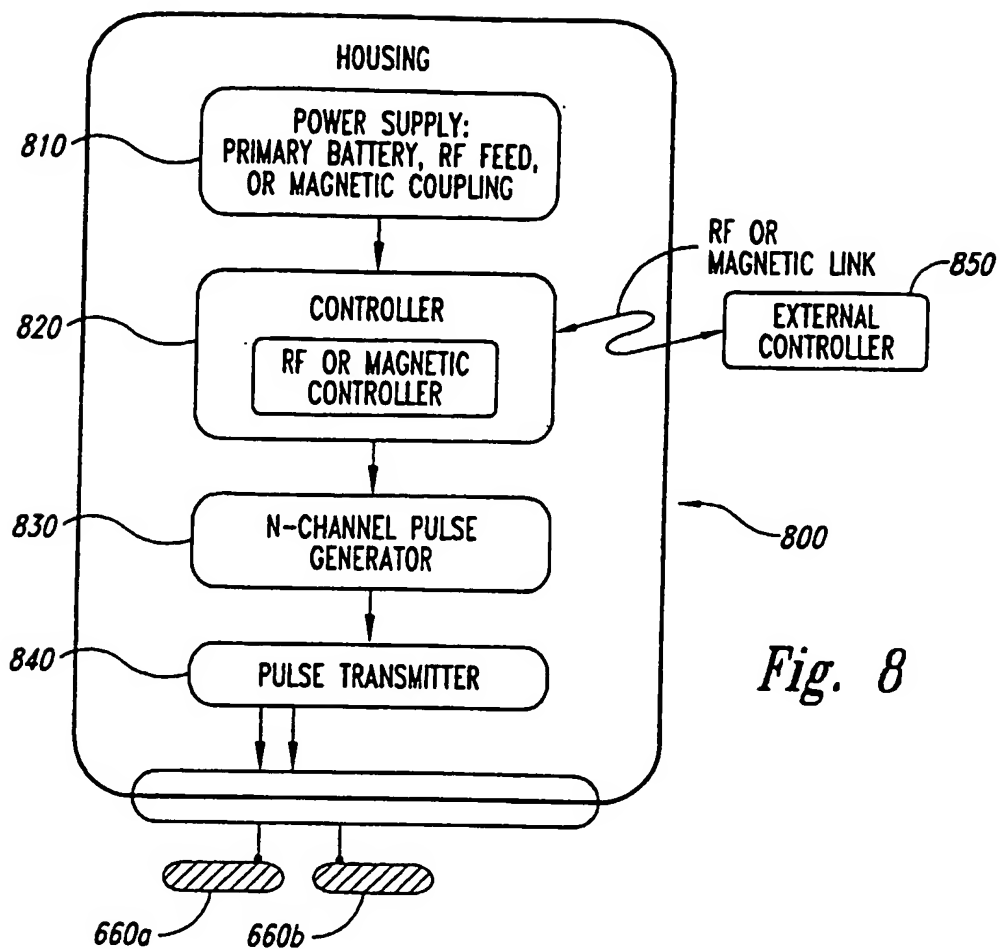 HOUSING
810
POWER SUPPLY:
PRIMARY BATTERY, RF FEED,
OR MAGNETIC COUPLING
RF OR
MAGNETIC LINK
850
820
CONTROLLER
RF OR MAGNETIC
CONTROLLER
EXTERNAL
CONTROLLER
830
N-CHANNEL PULSE
GENERATOR
800
840
PULSE TRANSMITTER
Fig. 8
660a
660b